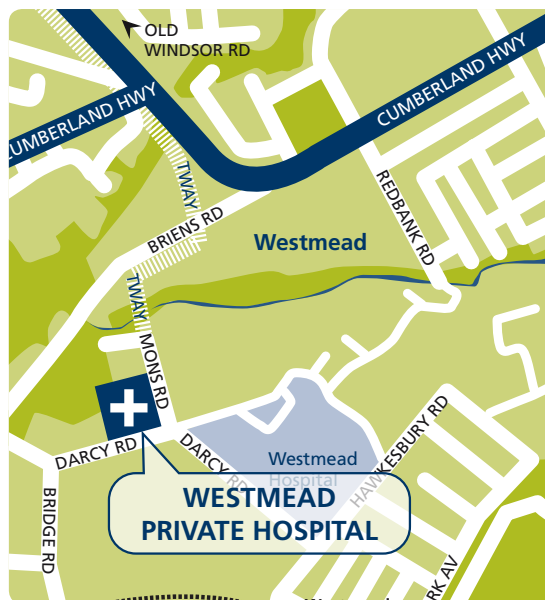 OLD
WINDSOR RD
CUMBERLAND HWY
CUMBERLAND HWY
TWAY
REDBANK RD
BRIENS RD
Westmead
TWAY
MONS RD
HAWKESBURY RD
DARCY RD
DARCY RD
Westmead
Hospital
WESTMEAD
PRIVATE HOSPITAL
BRIDGE RD